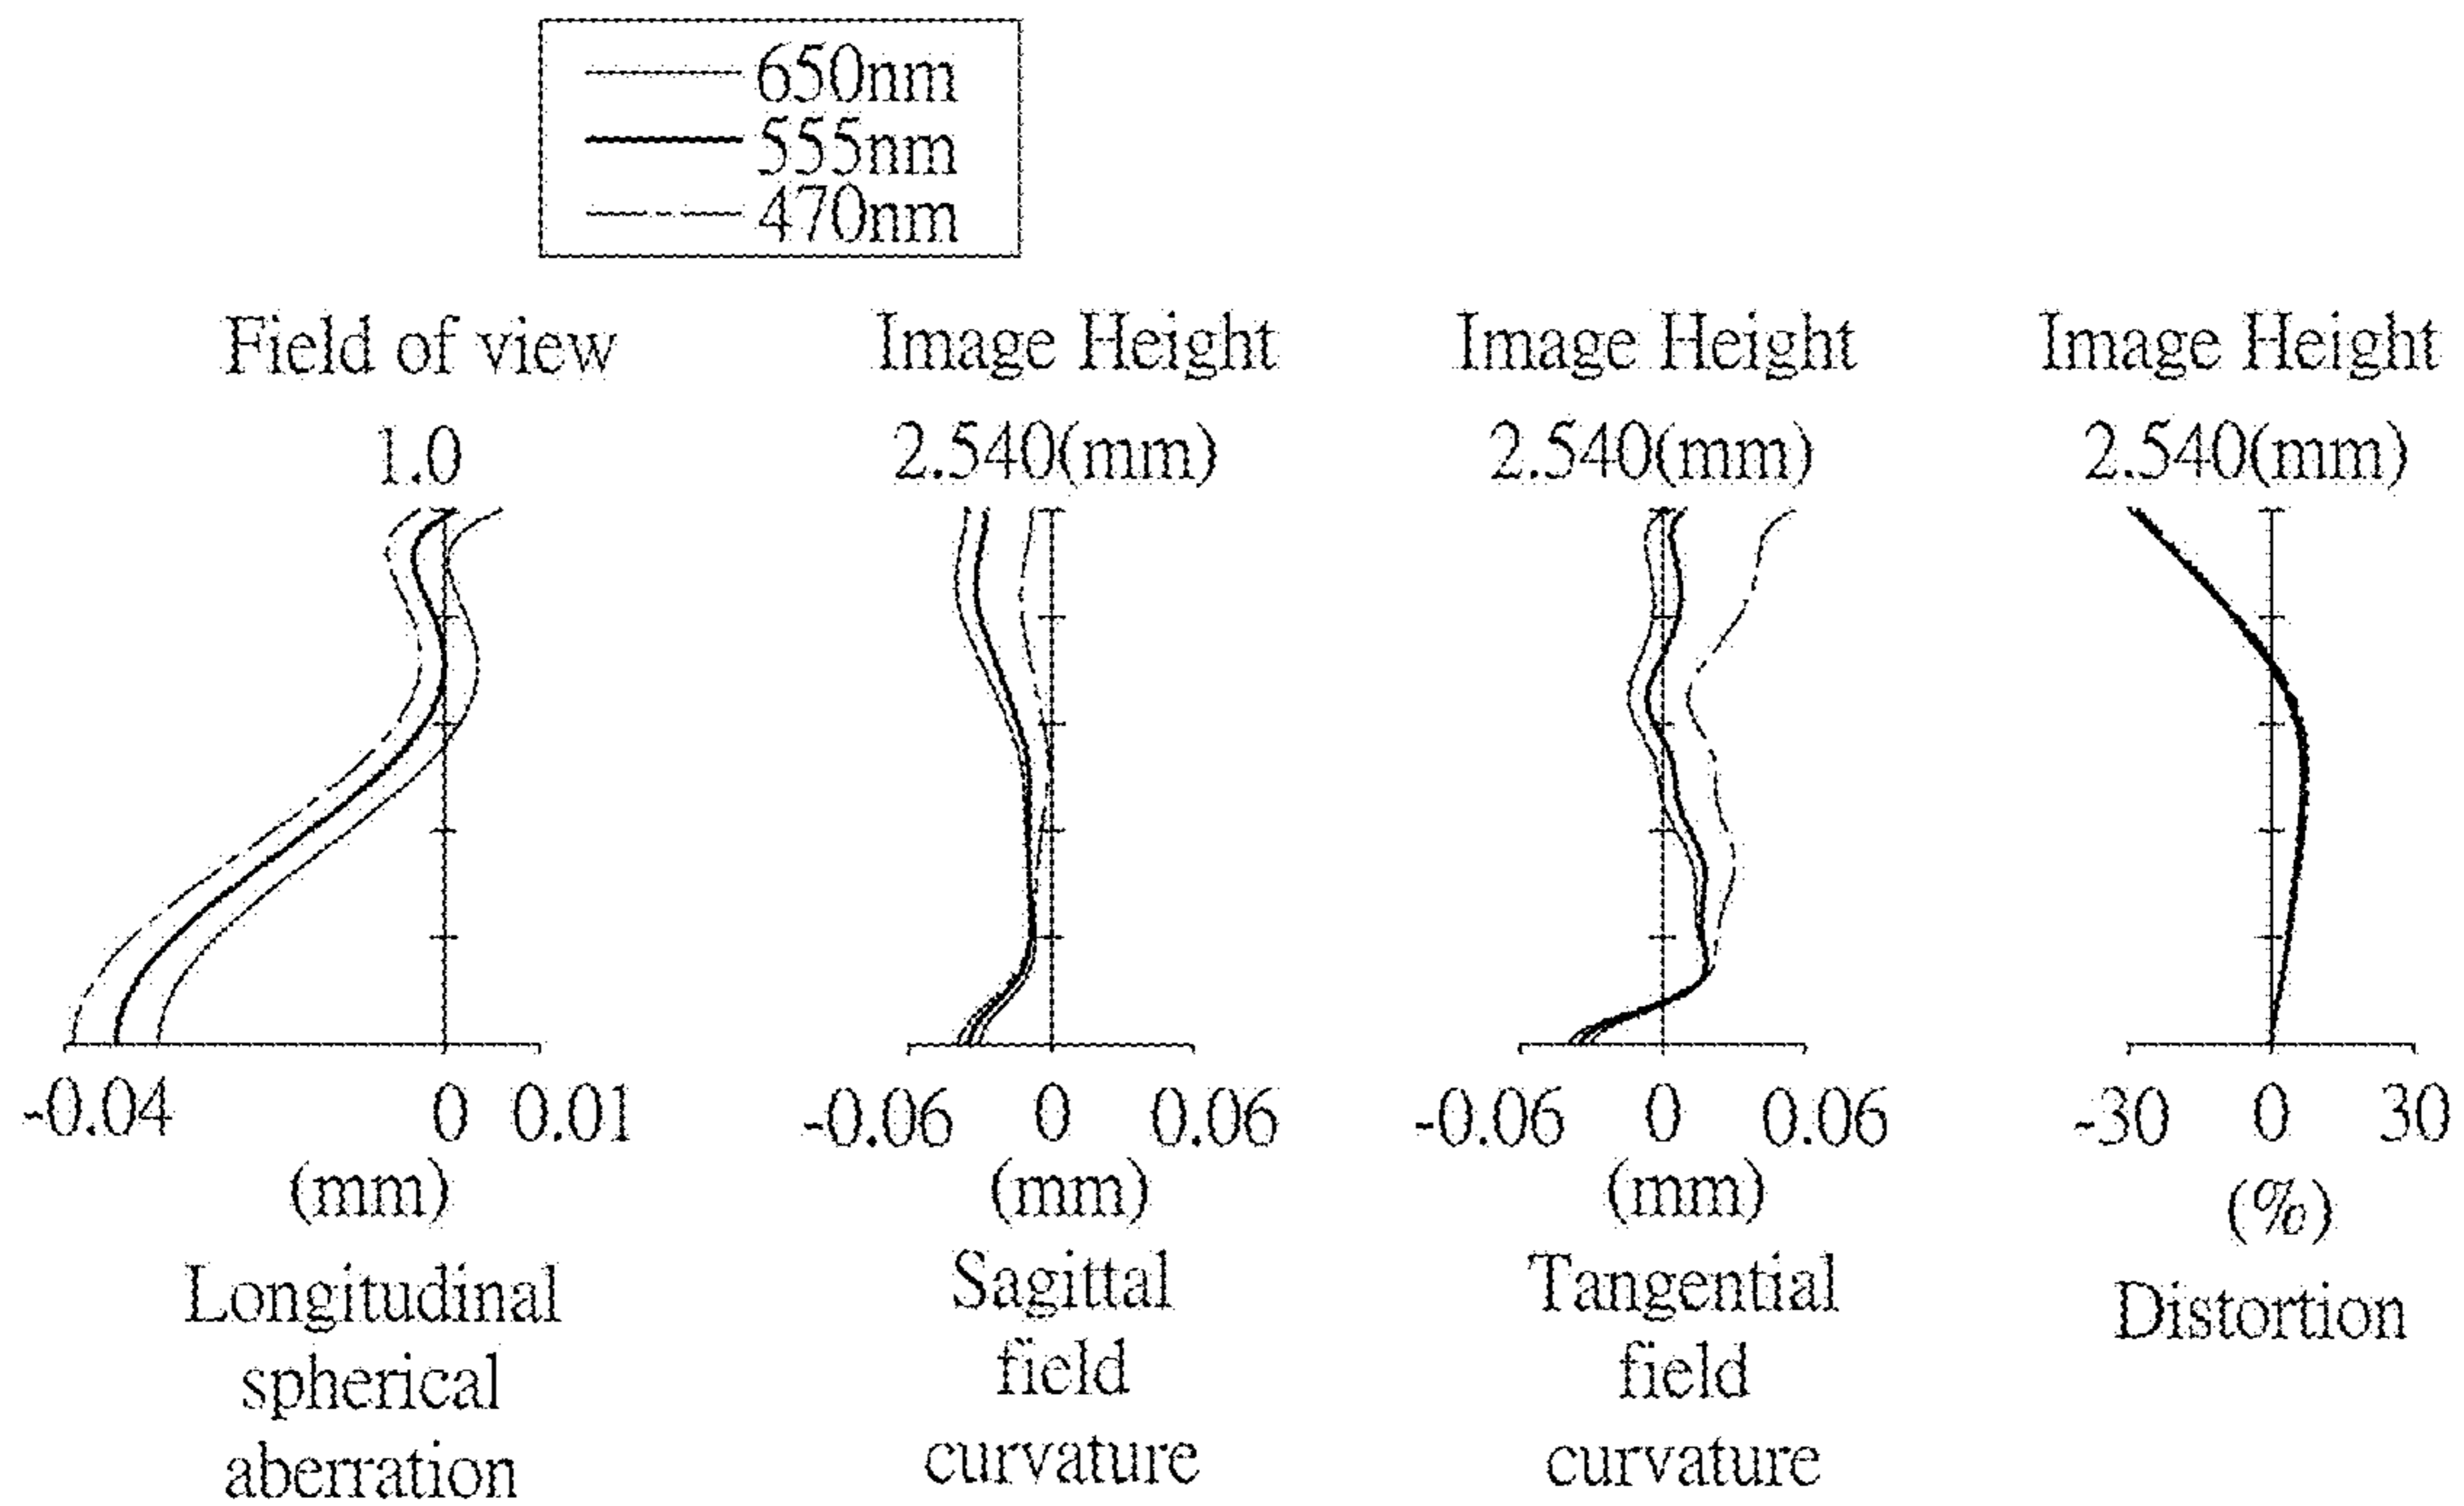 650nm
555nm
470nm
Field of view
1.0
Image Height
2.540(mm)
Image Height
2.540(mm)
Image Height
2.540(mm)
-0.04 0 0.01
(mm)
Longitudinal
spherical
aberration
-0.06 0 0.06
(mm)
Sagittal
field
curvature
-0.06 0 0.06
(mm)
Tangential
field
curvature
-30 0 30
(%)
Distortion